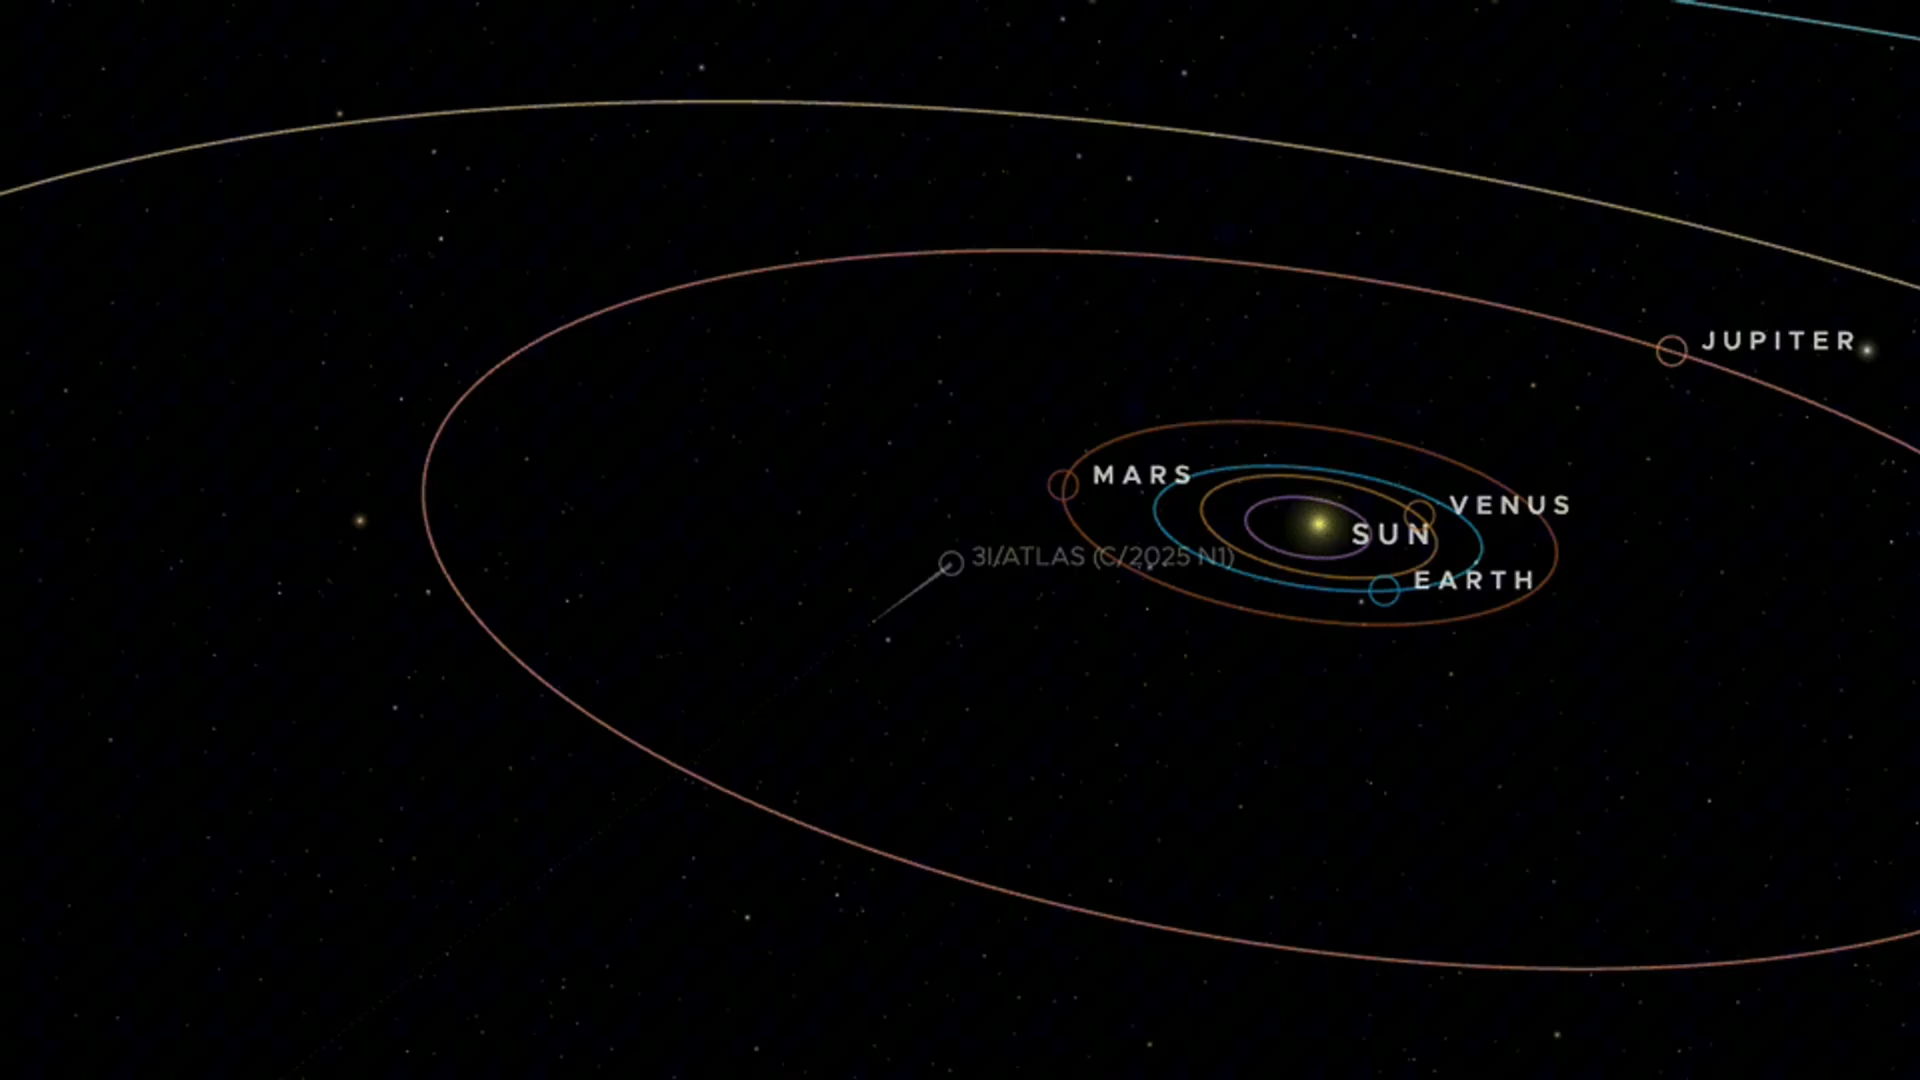 JUPITER
MARS
VENUS
SUN
3I/ATLAS (C/2025 N1)
EARTH